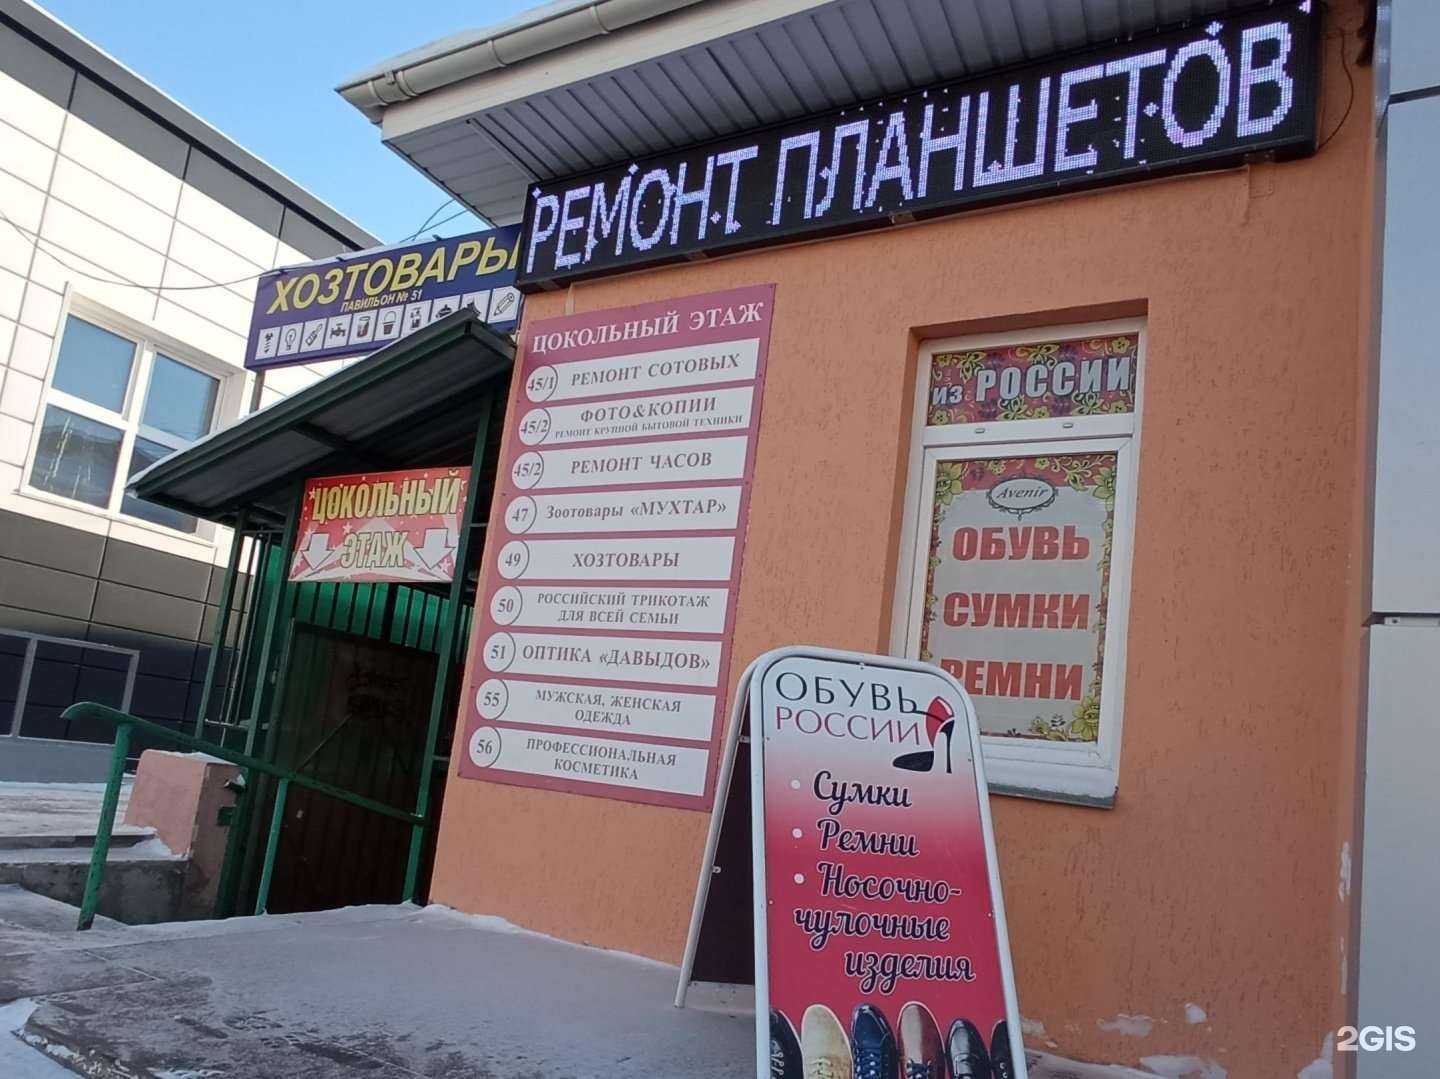 РЕМОНТ ПЛАНШЕТОВ
ХОЗТОВАРЫ
ПАВИЛЬОН № 51
ЦОКОЛЬНЫЙ ЭТАЖ
45/1 РЕМОНТ СОТОВЫХ
45/2 ФОТО&КОПИИ
РЕМОНТ КРУПНОЙ БЫТОВОЙ ТЕХНИКИ
45/2 РЕМОНТ ЧАСОВ
47 Зоотовары «МУХТАР»
49 ХОЗТОВАРЫ
50 РОССИЙСКИЙ ТРИКОТАЖ
ДЛЯ ВСЕЙ СЕМЬИ
51 ОПТИКА «ДАВЫДОВ»
55 МУЖСКАЯ, ЖЕНСКАЯ
ОДЕЖДА
56 ПРОФЕССИОНАЛЬНАЯ
КОСМЕТИКА
ЦОКОЛЬНЫЙ
ЭТАЖ
из РОССИИ
Avenir
ОБУВЬ
СУМКИ
РЕМНИ
ОБУВЬ
РОССИИ
• Сумки
• Ремни
• Носочно-
чулочные
изделия
2GIS